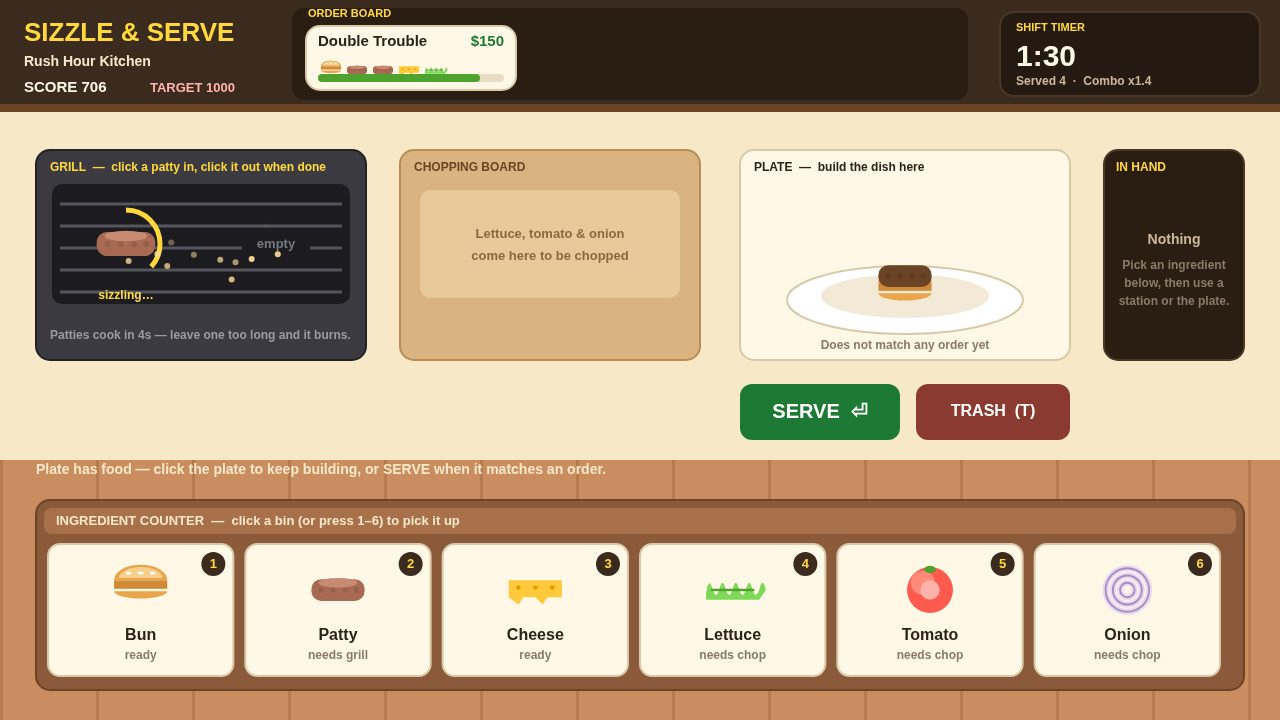 SIZZLE & SERVE
Rush Hour Kitchen
SCORE 706
TARGET 1000
ORDER BOARD
Double Trouble
$150
SHIFT TIMER
1:30
Served 4 · Combo x1.4
GRILL — click a patty in, click it out when done
empty
sizzling…
Patties cook in 4s — leave one too long and it burns.
CHOPPING BOARD
Lettuce, tomato & onion
come here to be chopped
PLATE — build the dish here
Does not match any order yet
IN HAND
Nothing
Pick an ingredient
below, then use a
station or the plate.
SERVE ⏎
TRASH (T)
Plate has food — click the plate to keep building, or SERVE when it matches an order.
INGREDIENT COUNTER — click a bin (or press 1–6) to pick it up
1
Bun
ready
2
Patty
needs grill
3
Cheese
ready
4
Lettuce
needs chop
5
Tomato
needs chop
6
Onion
needs chop